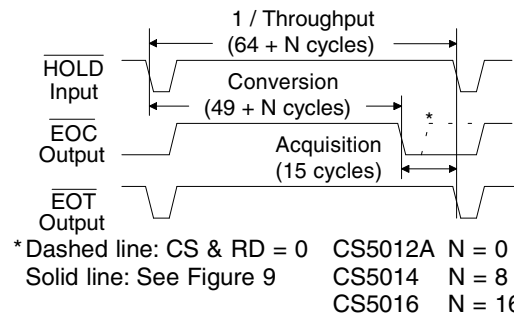 1 / Throughput
(64 + N cycles)
HOLD
Input
Conversion
(49 + N cycles)
*
EOC
Output
Acquisition
(15 cycles)
EOT
Output
*Dashed line: CS & RD = 0 CS5012A N = 0
Solid line: See Figure 9 CS5014 N = 8
CS5016 N = 16